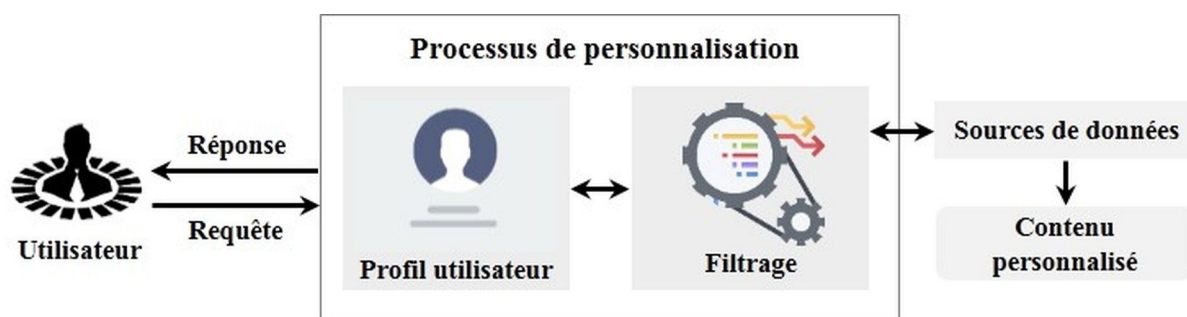 Processus de personnalisation
Réponse
Requête
Utilisateur
Profil utilisateur
Filtrage
Sources de données
Contenu
personnalisé